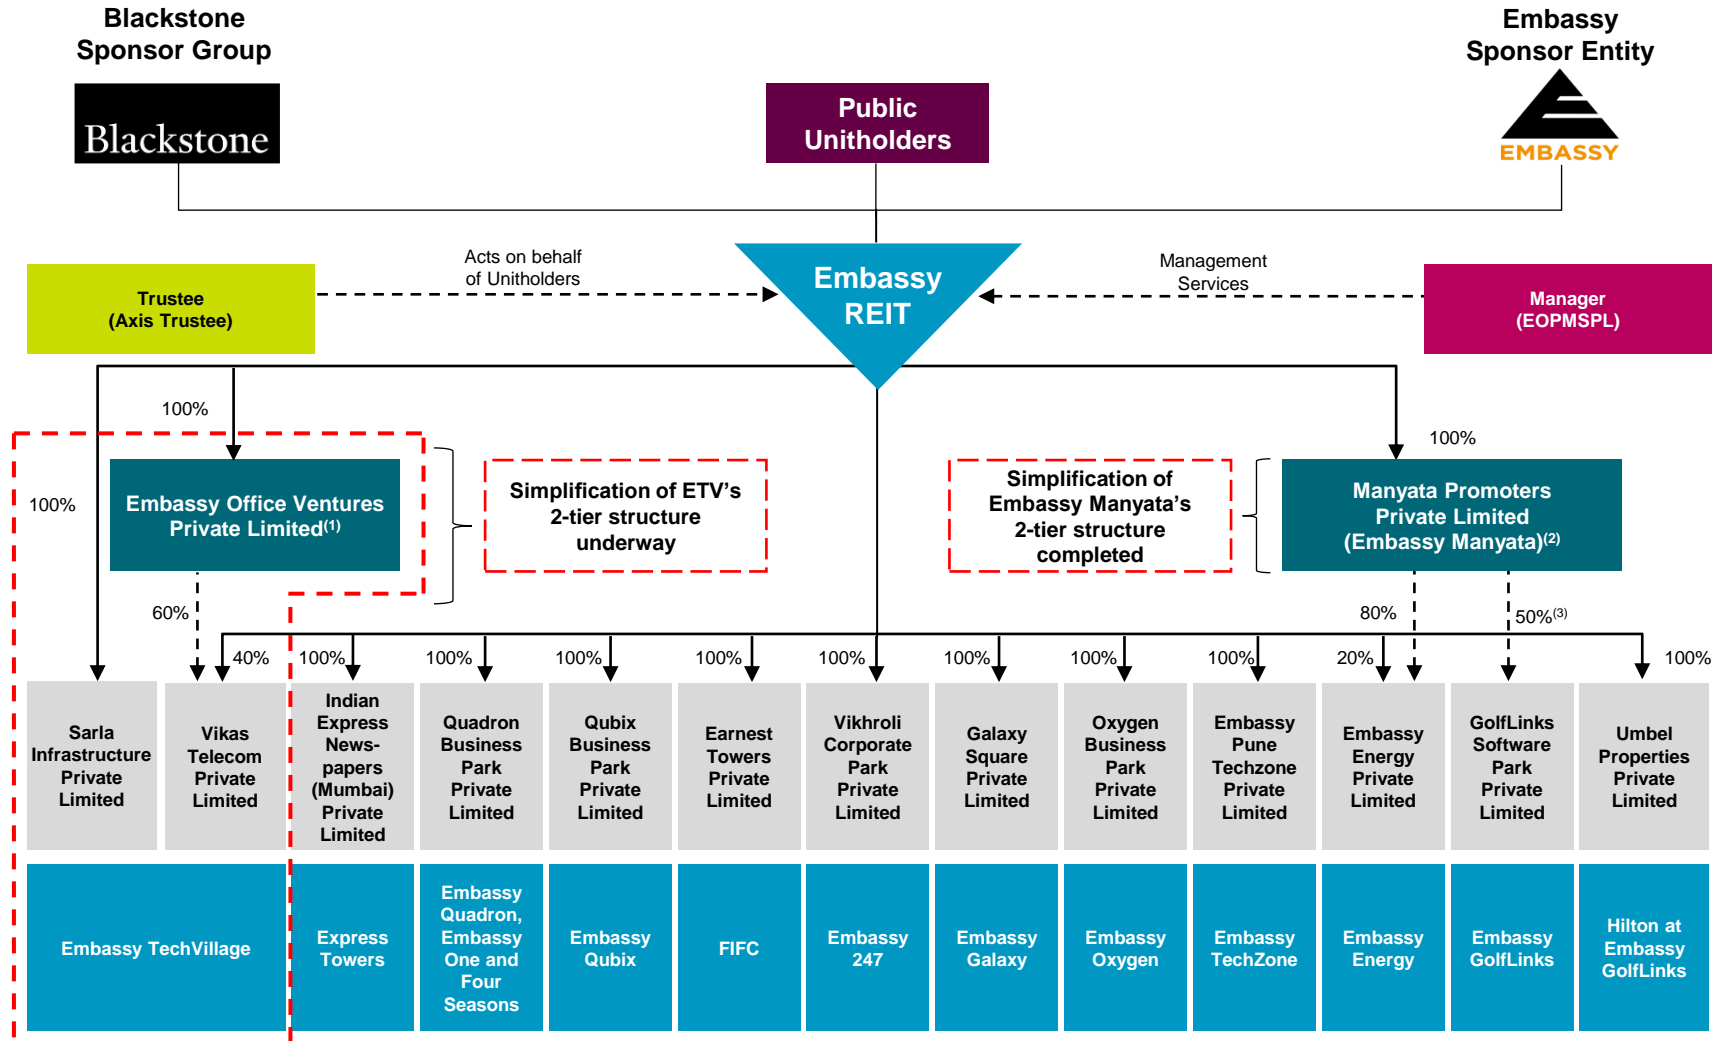 Blackstone
Sponsor Group
Embassy
Sponsor Entity
Blackstone
Public
Unitholders
EMBASSY
Acts on behalf
of Unitholders
Embassy
REIT
Management
Services
Trustee
(Axis Trustee)
Manager
(EOPMSPL)
100%
100%
100%
Embassy Office Ventures
Private Limited(1)
Simplification of ETV's
2-tier structure
underway
Simplification of
Embassy Manyata's
2-tier structure
completed
Manyata Promoters
Private Limited
(Embassy Manyata)(2)
60%
80%
50%(3)
40%
100%
100%
100%
100%
100%
100%
100%
100%
20%
100%
Sarla
Infrastructure
Private
Limited
Vikas
Telecom
Private
Limited
Indian
Express
News-
papers
(Mumbai)
Private
Limited
Quadron
Business
Park
Private
Limited
Qubix
Business
Park
Private
Limited
Earnest
Towers
Private
Limited
Vikhroli
Corporate
Park
Private
Limited
Galaxy
Square
Private
Limited
Oxygen
Business
Park
Private
Limited
Embassy
Pune
Techzone
Private
Limited
Embassy
Energy
Private
Limited
GolfLinks
Software
Park
Private
Limited
Umbel
Properties
Private
Limited
Embassy TechVillage
Express
Towers
Embassy
Quadron,
Embassy
One and
Four
Seasons
Embassy
Qubix
FIFC
Embassy
247
Embassy
Galaxy
Embassy
Oxygen
Embassy
TechZone
Embassy
Energy
Embassy
GolfLinks
Hilton at
Embassy
GolfLinks